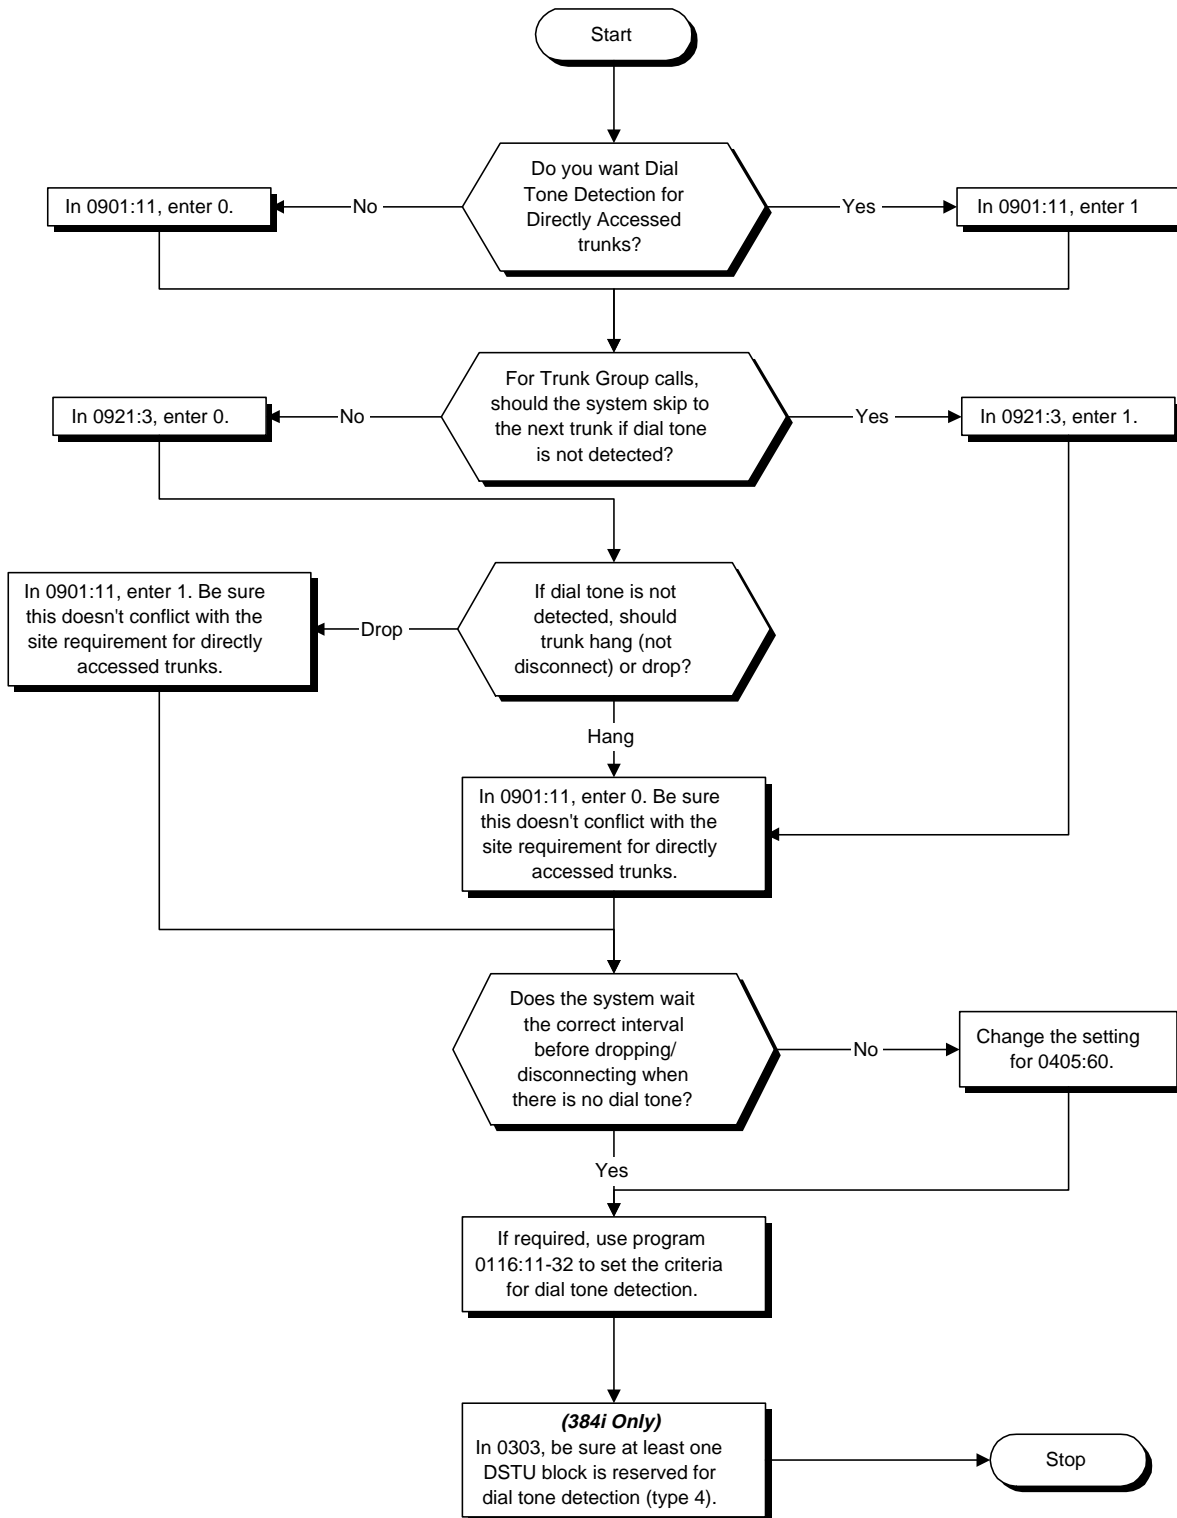 Start
Do you want Dial
Tone Detection for
Directly Accessed
trunks?
No
Yes
In 0901:11, enter 0.
In 0901:11, enter 1
For Trunk Group calls,
should the system skip to
the next trunk if dial tone
is not detected?
No
Yes
In 0921:3, enter 0.
In 0921:3, enter 1.
If dial tone is not
detected, should
trunk hang (not
disconnect) or drop?
Drop
In 0901:11, enter 1. Be sure
this doesn't conflict with the
site requirement for directly
accessed trunks.
Hang
In 0901:11, enter 0. Be sure
this doesn't conflict with the
site requirement for directly
accessed trunks.
Does the system wait
the correct interval
before dropping/
disconnecting when
there is no dial tone?
No
Change the setting
for 0405:60.
Yes
If required, use program
0116:11-32 to set the criteria
for dial tone detection.
(384i Only)
In 0303, be sure at least one
DSTU block is reserved for
dial tone detection (type 4).
Stop